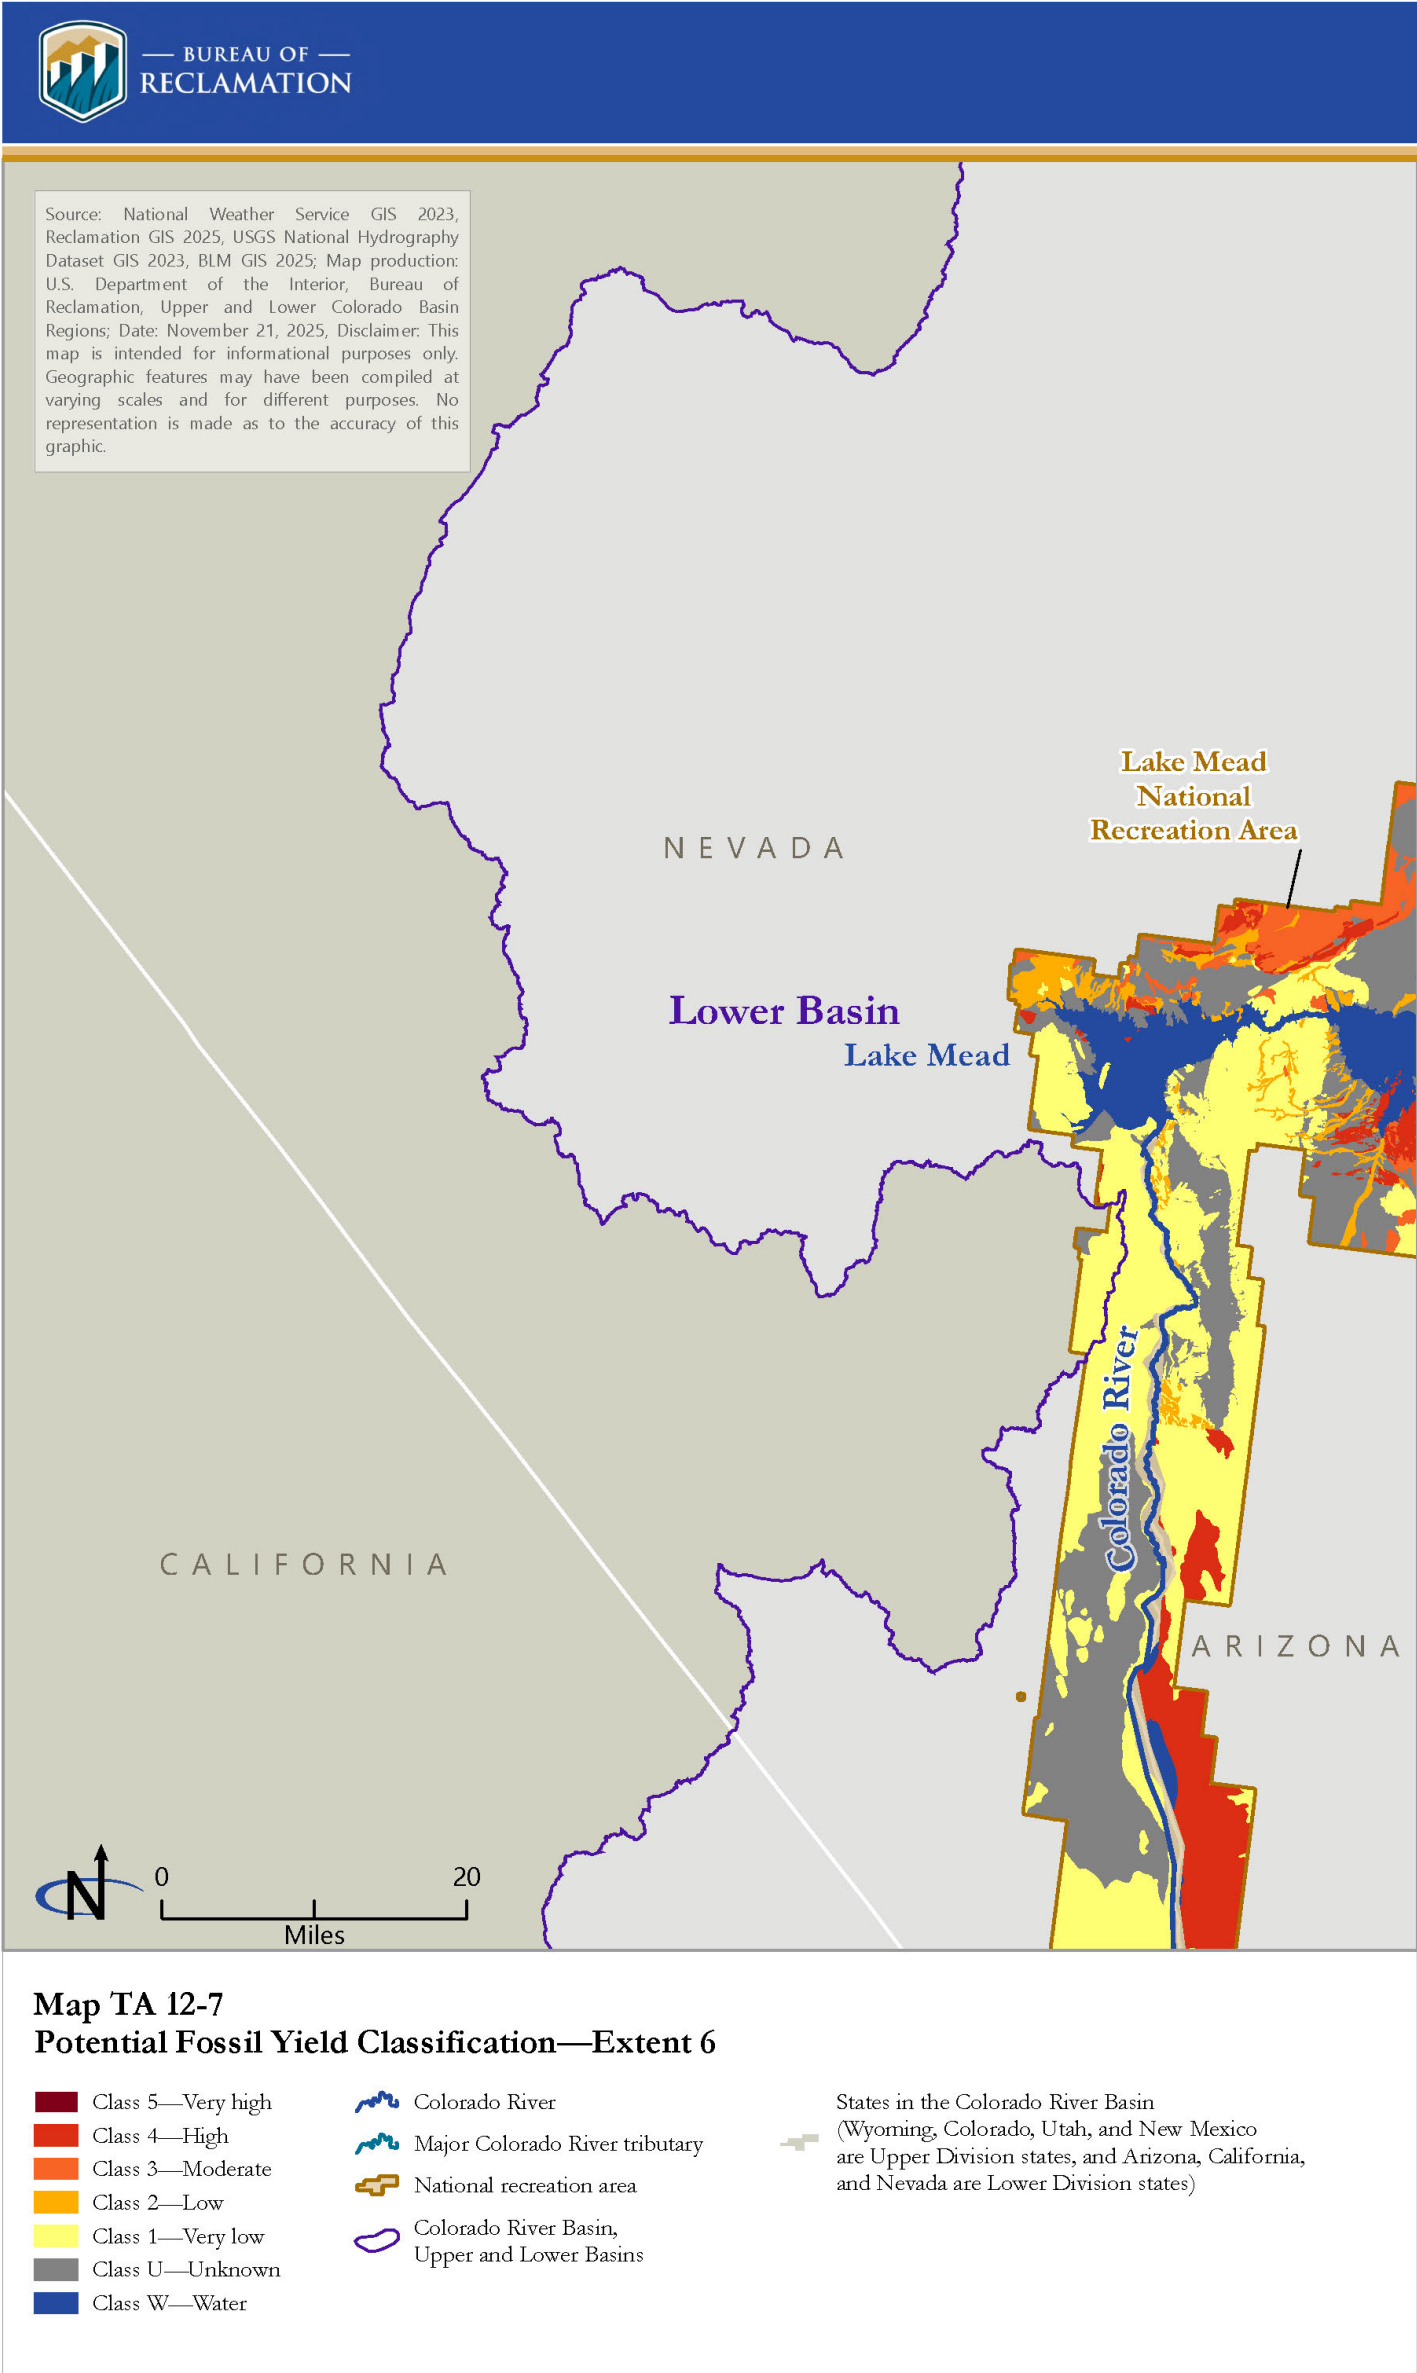 BUREAU OF
RECLAMATION
Source: National Weather Service GIS 2023,
Reclamation GIS 2025, USGS National Hydrography
Dataset GIS 2023, BLM GIS 2025; Map production:
U.S. Department of the Interior, Bureau of
Reclamation, Upper and Lower Colorado Basin
Regions; Date: November 21, 2025, Disclaimer: This
map is intended for informational purposes only.
Geographic features may have been compiled at
varying scales and for different purposes. No
representation is made as to the accuracy of this
graphic.
Lake Mead
National
Recreation Area
NEVADA
Lower Basin
Lake Mead
Colorado River
CALIFORNIA
ARIZONA
N
0 20
Miles
Map TA 12-7
Potential Fossil Yield Classification—Extent 6
Class 5—Very high
Class 4—High
Class 3—Moderate
Class 2—Low
Class 1—Very low
Class U—Unknown
Class W—Water
Colorado River
Major Colorado River tributary
National recreation area
Colorado River Basin,
Upper and Lower Basins
States in the Colorado River Basin
(Wyoming, Colorado, Utah, and New Mexico
are Upper Division states, and Arizona, California,
and Nevada are Lower Division states)